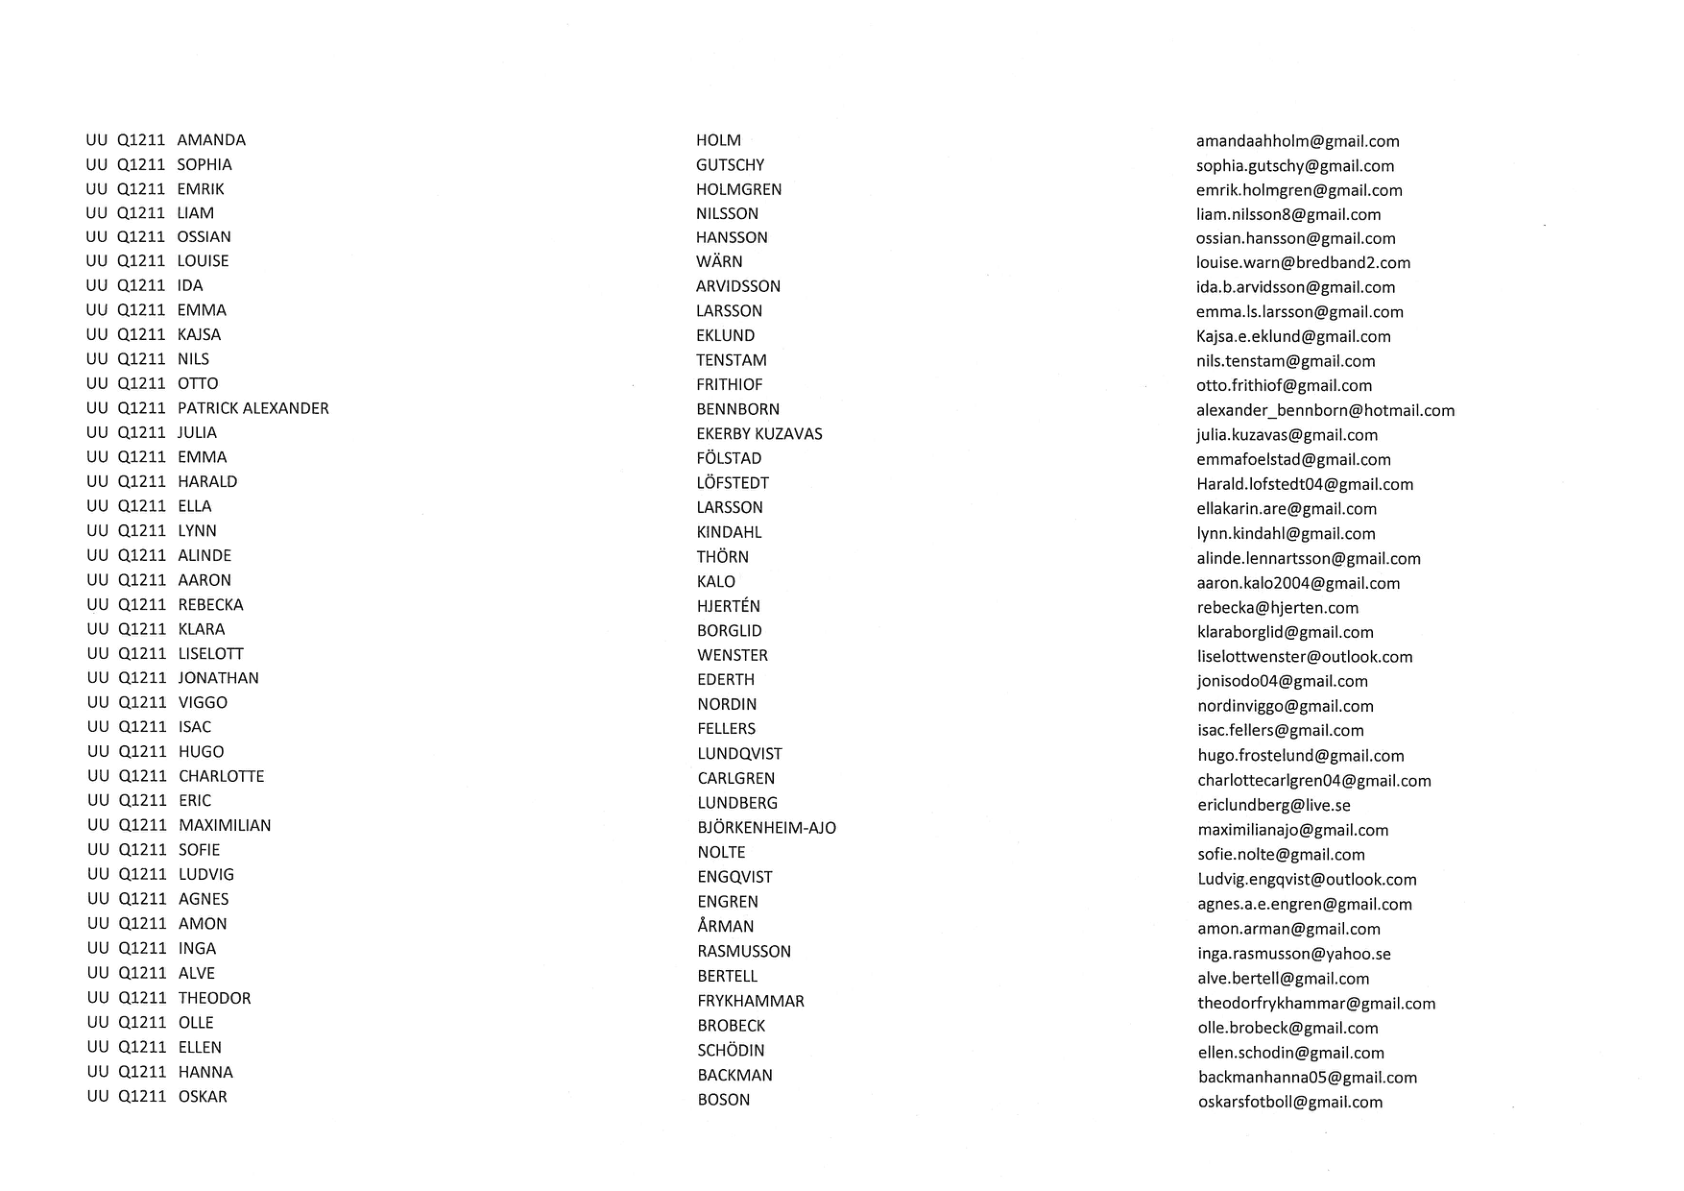 UU Q1211 AMANDA HOLM amandaahholm@gmail.com
UU Q1211 SOPHIA GUTSCHY sophia.gutschy@gmail.com
UU Q1211 EMRIK HOLMGREN emrik.holmgren@gmail.com
UU Q1211 LIAM NILSSON liam.nilsson8@gmail.com
UU Q1211 OSSIAN HANSSON ossian.hansson@gmail.com
UU Q1211 LOUISE WÄRN louise.warn@bredband2.com
UU Q1211 IDA ARVIDSSON ida.b.arvidsson@gmail.com
UU Q1211 EMMA LARSSON emma.ls.larsson@gmail.com
UU Q1211 KAJSA EKLUND Kajsa.e.eklund@gmail.com
UU Q1211 NILS TENSTAM nils.tenstam@gmail.com
UU Q1211 OTTO FRITHIOF otto.frithiof@gmail.com
UU Q1211 PATRICK ALEXANDER BENNBORN alexander_bennborn@hotmail.com
UU Q1211 JULIA EKERBY KUZAVAS julia.kuzavas@gmail.com
UU Q1211 EMMA FÖLSTAD emmafoelstad@gmail.com
UU Q1211 HARALD LÖFSTEDT Harald.lofstedt04@gmail.com
UU Q1211 ELLA LARSSON ellakarin.are@gmail.com
UU Q1211 LYNN KINDAHL lynn.kindahl@gmail.com
UU Q1211 ALINDE THÖRN alinde.lennartsson@gmail.com
UU Q1211 AARON KALO aaron.kalo2004@gmail.com
UU Q1211 REBECKA HJERTÉN rebecka@hjerten.com
UU Q1211 KLARA BORGLID klaraborglid@gmail.com
UU Q1211 LISELOTT WENSTER liselottwenster@outlook.com
UU Q1211 JONATHAN EDERTH jonisodo04@gmail.com
UU Q1211 VIGGO NORDIN nordinviggo@gmail.com
UU Q1211 ISAC FELLERS isac.fellers@gmail.com
UU Q1211 HUGO LUNDQVIST hugo.frostelund@gmail.com
UU Q1211 CHARLOTTE CARLGREN charlottecarlgren04@gmail.com
UU Q1211 ERIC LUNDBERG ericlundberg@live.se
UU Q1211 MAXIMILIAN BJÖRKENHEIM-AJO maximilianajo@gmail.com
UU Q1211 SOFIE NOLTE sofie.nolte@gmail.com
UU Q1211 LUDVIG ENGQVIST Ludvig.engqvist@outlook.com
UU Q1211 AGNES ENGREN agnes.a.e.engren@gmail.com
UU Q1211 AMON ÅRMAN amon.arman@gmail.com
UU Q1211 INGA RASMUSSON inga.rasmusson@yahoo.se
UU Q1211 ALVE BERTELL alve.bertell@gmail.com
UU Q1211 THEODOR FRYKHAMMAR theodorfrykhammar@gmail.com
UU Q1211 OLLE BROBECK olle.brobeck@gmail.com
UU Q1211 ELLEN SCHÖDIN ellen.schodin@gmail.com
UU Q1211 HANNA BACKMAN backmanhanna05@gmail.com
UU Q1211 OSKAR BOSON oskarsfotboll@gmail.com